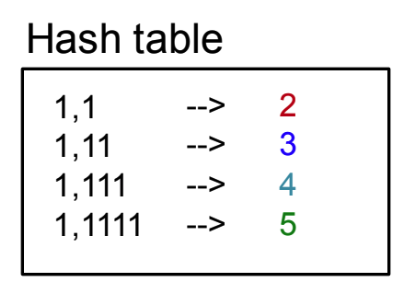 Hash table
1,1 --> 2
1,11 --> 3
1,111 --> 4
1,1111 --> 5